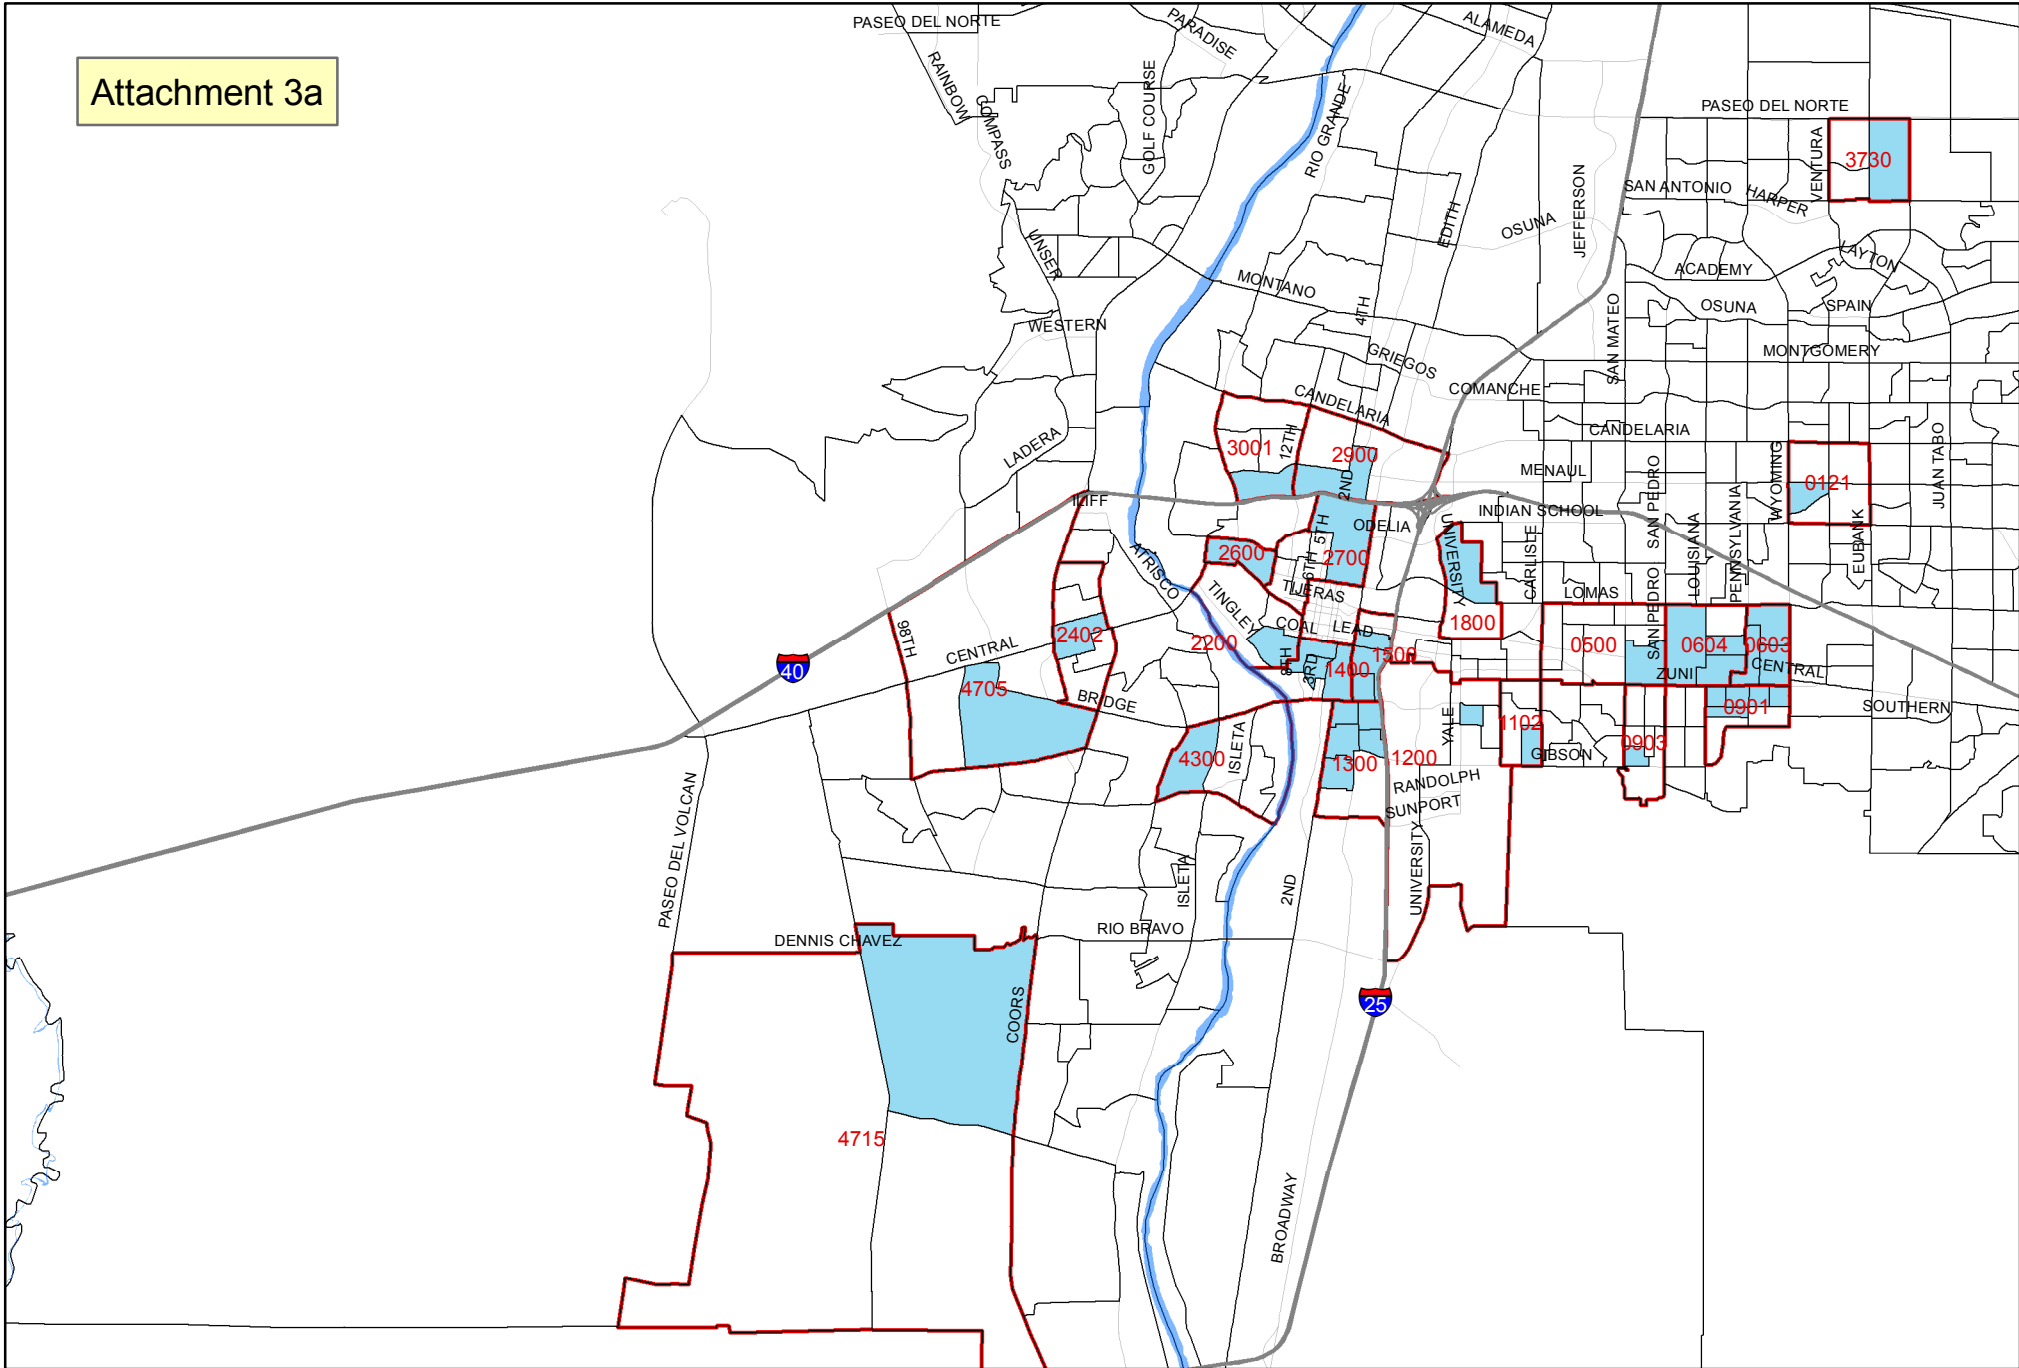 PASEO DEL NORTE
PARADISE
ALAMEDA
Attachment 3a
RAINBOW
COMPASS
GOLF COURSE
RIO GRANDE
PASEO DEL NORTE
VENTURA
3730
SAN ANTONIO
HARPER
JEFFERSON
EDITH
OSUNA
UNSER
LAYTON
ACADEMY
MONTANO
OSUNA
SPAIN
4TH
WESTERN
SAN MATEO
GRIEGOS
MONTGOMERY
COMANCHE
CANDELARIA
CANDELARIA
LADERA
3001
12TH
2900
2ND
MENAUL
SAN PEDRO
WYOMING
0121
JUAN TABO
ILIFF
INDIAN SCHOOL
ODELIA
5TH
UNIVERSITY
CARLISLE
SAN PEDRO
LOUISIANA
PENNSYLVANIA
EUBANK
ATRISCO
2600
6TH
2700
TINGLEY
TIJERAS
LOMAS
98TH
2402
2200
COAL
LEAD
1800
0500
SAN PEDRO
0604
0603
CENTRAL
8TH
3RD
1400
1500
ZUNI
CENTRAL
40
4705
BRIDGE
SOUTHERN
0901
YALE
1102
0903
GIBSON
4300
ISLETA
1300
1200
RANDOLPH
SUNPORT
PASEO DEL VOLCAN
UNIVERSITY
ISLETA
2ND
DENNIS CHAVEZ
RIO BRAVO
COORS
25
4715
BROADWAY